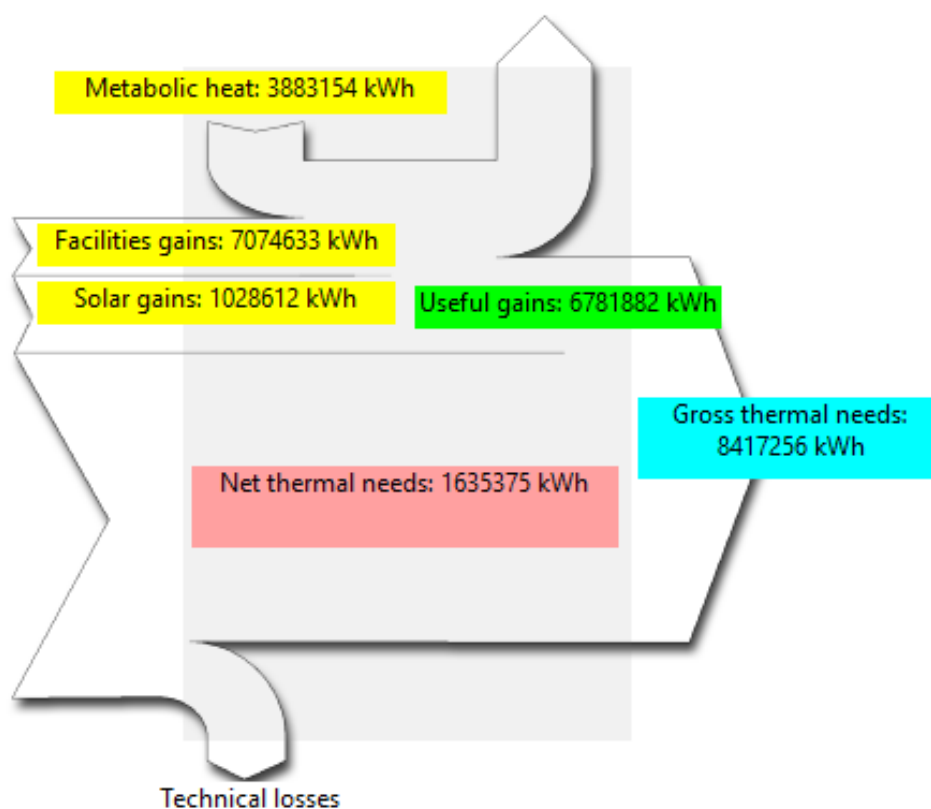 Metabolic heat: 3883154 kWh
Facilities gains: 7074633 kWh
Solar gains: 1028612 kWh
Useful gains: 6781882 kWh
Gross thermal needs:
8417256 kWh
Net thermal needs: 1635375 kWh
Technical losses